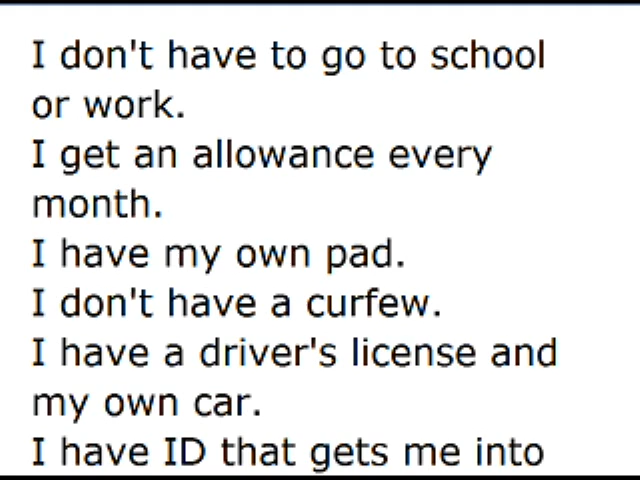 I don't have to go to school
or work.
I get an allowance every
month.
I have my own pad.
I don't have a curfew.
I have a driver's license and
my own car.
I have ID that gets me into